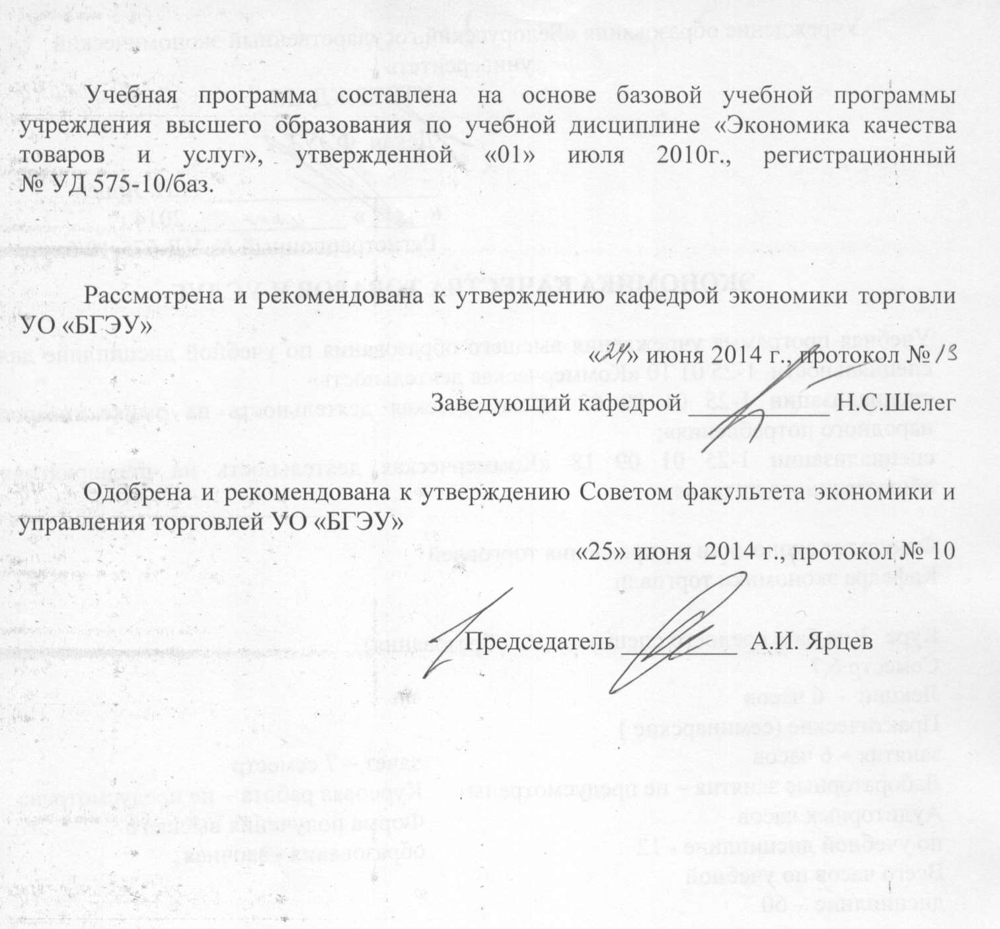 Учебная программа составлена на основе базовой учебной программы
учреждения высшего образования по учебной дисциплине «Экономика качества
товаров и услуг», утвержденной «01» июля 2010г., регистрационный
№ УД 575-10/баз.
Рассмотрена и рекомендована к утверждению кафедрой экономики торговли
УО «БГЭУ»
«24» июня 2014 г., протокол № 13
Заведующий кафедрой ___________ Н.С.Шелег
Одобрена и рекомендована к утверждению Советом факультета экономики и
управления торговлей УО «БГЭУ»
«25» июня 2014 г., протокол № 10
Председатель _________ А.И. Ярцев